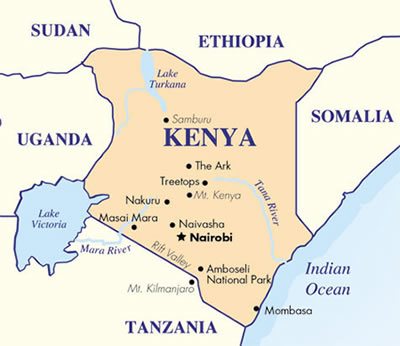 SUDAN
ETHIOPIA
Lake
Turkana
SOMALIA
Samburu
UGANDA
KENYA
The Ark
Treetops
Mt. Kenya
Tana River
Nakuru
Lake
Victoria
Masai Mara
Naivasha
Nairobi
Mara River
Rift Valley
Amboseli
National Park
Indian
Ocean
Mt. Kilmanjaro
Mombasa
TANZANIA